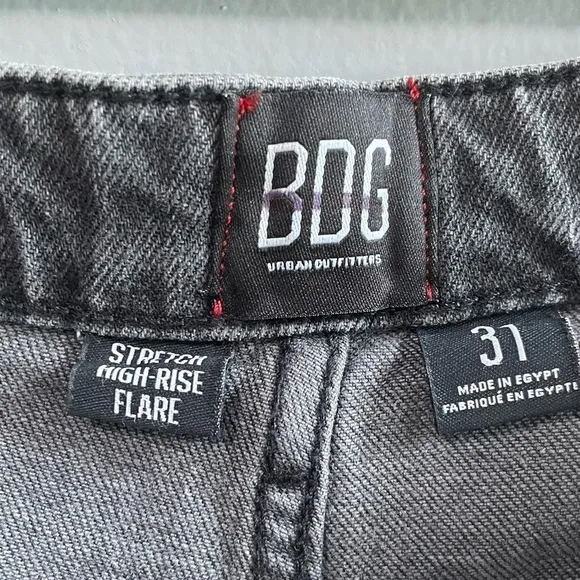 BDG
URBAN OUTFITTERS
STRETCH
HIGH-RISE
FLARE
31
MADE IN EGYPT
FABRIQUÉ EN EGYPTE